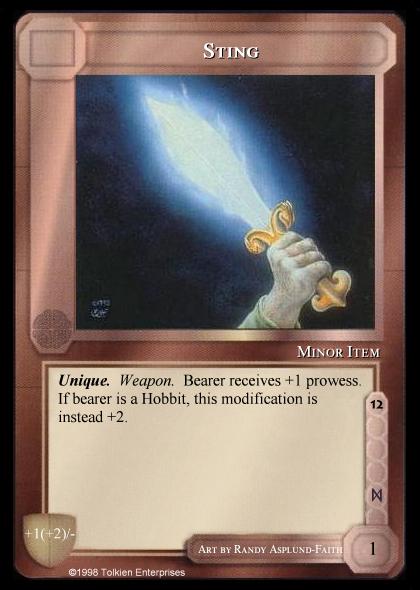 Sting
Minor Item
Unique. Weapon. Bearer receives +1 prowess.
If bearer is a Hobbit, this modification is
instead +2.
12
+1(+2)/-
Art by Randy Asplund-Faith
1
©1998 Tolkien Enterprises